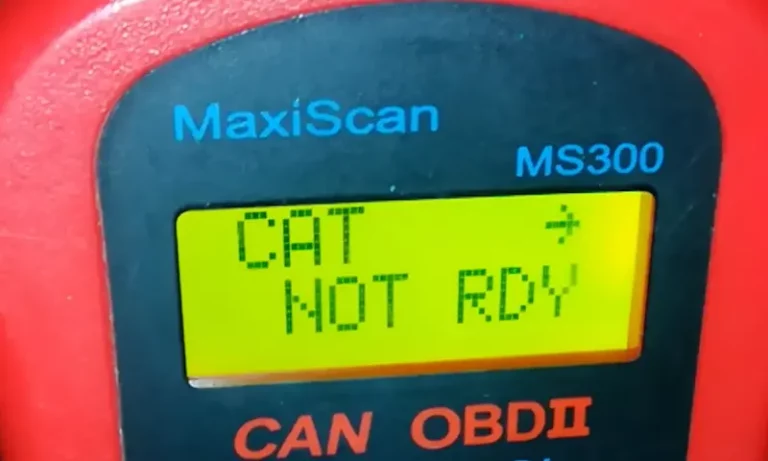 MaxiScan
MS300
CAT →
NOT RDY
CAN OBDII